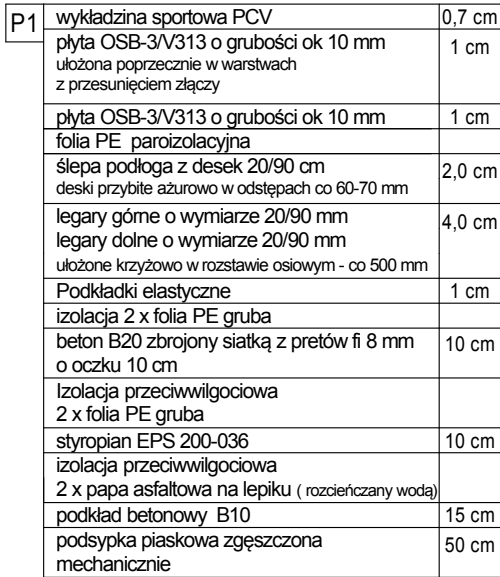 P1
wykładzina sportowa PCV 0,7 cm
płyta OSB-3/V313 o grubości ok 10 mm 1 cm
ułożona poprzecznie w warstwach
z przesunięciem złączy
płyta OSB-3/V313 o grubości ok 10 mm 1 cm
folia PE paroizolacyjna
ślepa podłoga z desek 20/90 cm 2,0 cm
deski przybite ażurowo w odstępach co 60-70 mm
legary górne o wymiarze 20/90 mm 4,0 cm
legary dolne o wymiarze 20/90 mm
ułożone krzyżowo w rozstawie osiowym - co 500 mm
Podkładki elastyczne 1 cm
izolacja 2 x folia PE gruba
beton B20 zbrojony siatką z pretów fi 8 mm 10 cm
o oczku 10 cm
Izolacja przeciwwilgociowa
2 x folia PE gruba
styropian EPS 200-036 10 cm
izolacja przeciwwilgociowa
2 x papa asfaltowa na lepiku ( rozcieńczany wodą)
podkład betonowy B10 15 cm
podsypka piaskowa zgęszczona 50 cm
mechanicznie